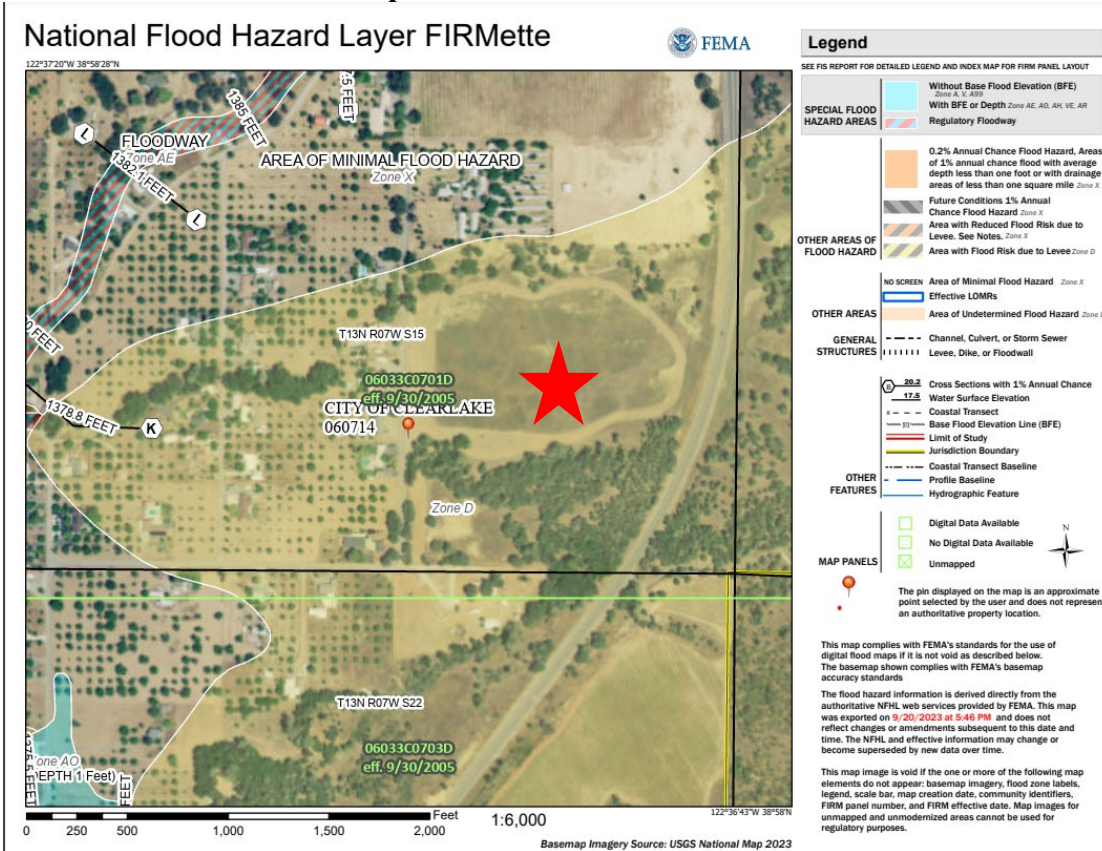 National Flood Hazard Layer FIRMette
FEMA
122°37'20"W 38°58'28"N
1385 FEET
5 FEET
FLOODWAY
Zone AE
1382.1 FEET
L
L
AREA OF MINIMAL FLOOD HAZARD
Zone X
0 FEET
T13N R07W S15
06033C0701D
eff. 9/30/2005
CITY OF CLEARLAKE
060714
1378.8 FEET
K
Zone D
T13N R07W S22
06033C0703D
eff. 9/30/2005
one AO
EPTH 1 Feet)
FEET
122°36'43"W 38°58'N
0 250 500 1,000 1,500 2,000 Feet
1:6,000
Basemap Imagery Source: USGS National Map 2023
Legend
SEE FIS REPORT FOR DETAILED LEGEND AND INDEX MAP FOR FIRM PANEL LAYOUT
SPECIAL FLOOD
HAZARD AREAS
Without Base Flood Elevation (BFE)
Zone A, V, A99
With BFE or Depth Zone AE, AO, AH, VE, AR
Regulatory Floodway
OTHER AREAS OF
FLOOD HAZARD
0.2% Annual Chance Flood Hazard, Areas
of 1% annual chance flood with average
depth less than one foot or with drainage
areas of less than one square mile Zone X
Future Conditions 1% Annual
Chance Flood Hazard Zone X
Area with Reduced Flood Risk due to
Levee. See Notes. Zone X
Area with Flood Risk due to Levee Zone D
OTHER AREAS
NO SCREEN Area of Minimal Flood Hazard Zone X
Effective LOMRs
Area of Undetermined Flood Hazard Zone
GENERAL
STRUCTURES
Channel, Culvert, or Storm Sewer
Levee, Dike, or Floodwall
OTHER
FEATURES
B 20.2 Cross Sections with 1% Annual Chance
17.5 Water Surface Elevation
Coastal Transect
Base Flood Elevation Line (BFE)
Limit of Study
Jurisdiction Boundary
Coastal Transect Baseline
Profile Baseline
Hydrographic Feature
MAP PANELS
Digital Data Available
No Digital Data Available
Unmapped
N
The pin displayed on the map is an approximate
point selected by the user and does not represen
an authoritative property location.
This map complies with FEMA's standards for the use of
digital flood maps if it is not void as described below.
The basemap shown complies with FEMA's basemap
accuracy standards
The flood hazard information is derived directly from the
authoritative NFHL web services provided by FEMA. This map
was exported on 9/20/2023 at 5:46 PM and does not
reflect changes or amendments subsequent to this date and
time. The NFHL and effective information may change or
become superseded by new data over time.
This map image is void if the one or more of the following map
elements do not appear: basemap imagery, flood zone labels,
legend, scale bar, map creation date, community identifiers,
FIRM panel number, and FIRM effective date. Map images for
unmapped and unmodernized areas cannot be used for
regulatory purposes.